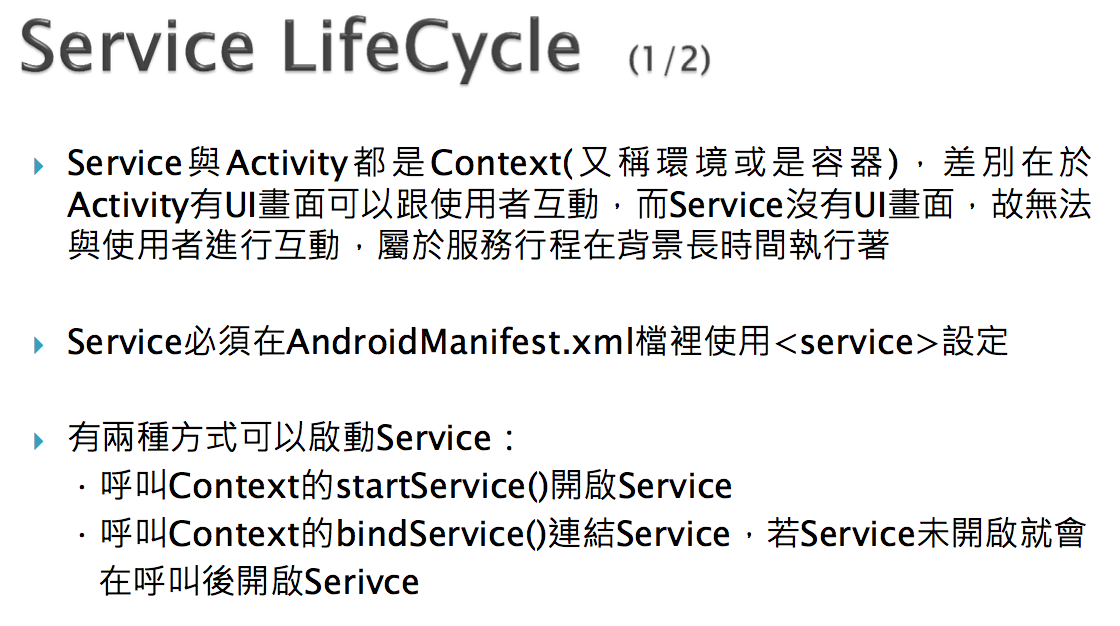 Service LifeCycle (1/2)
Service與Activity都是Context(又稱環境或是容器)，差別在於
Activity有UI畫面可以跟使用者互動，而Service沒有UI畫面，故無法
與使用者進行互動，屬於服務行程在背景長時間執行著
Service必須在AndroidManifest.xml檔裡使用<service>設定
有兩種方式可以啟動Service：
．呼叫Context的startService()開啟Service
．呼叫Context的bindService()連結Service，若Service未開啟就會
在呼叫後開啟Serivce